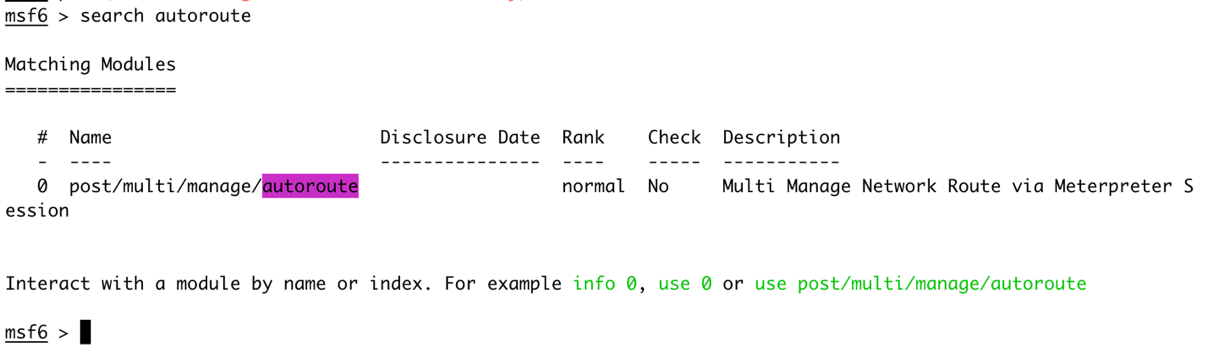 msf6 > search autoroute
Matching Modules
================
#  Name                             Disclosure Date  Rank    Check  Description
-  ----                             ---------------  ----    -----  -----------
0  post/multi/manage/autoroute                       normal  No     Multi Manage Network Route via Meterpreter S
ession
Interact with a module by name or index. For example info 0, use 0 or use post/multi/manage/autoroute
msf6 >